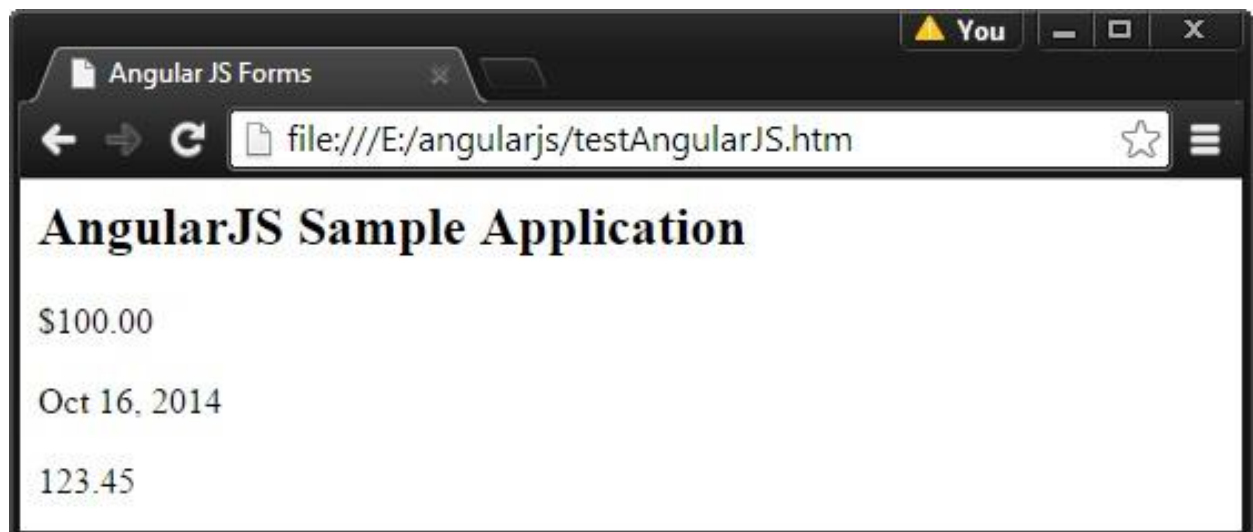 You
Angular JS Forms
file:///E:/angularjs/testAngularJS.htm
AngularJS Sample Application
$100.00
Oct 16, 2014
123.45